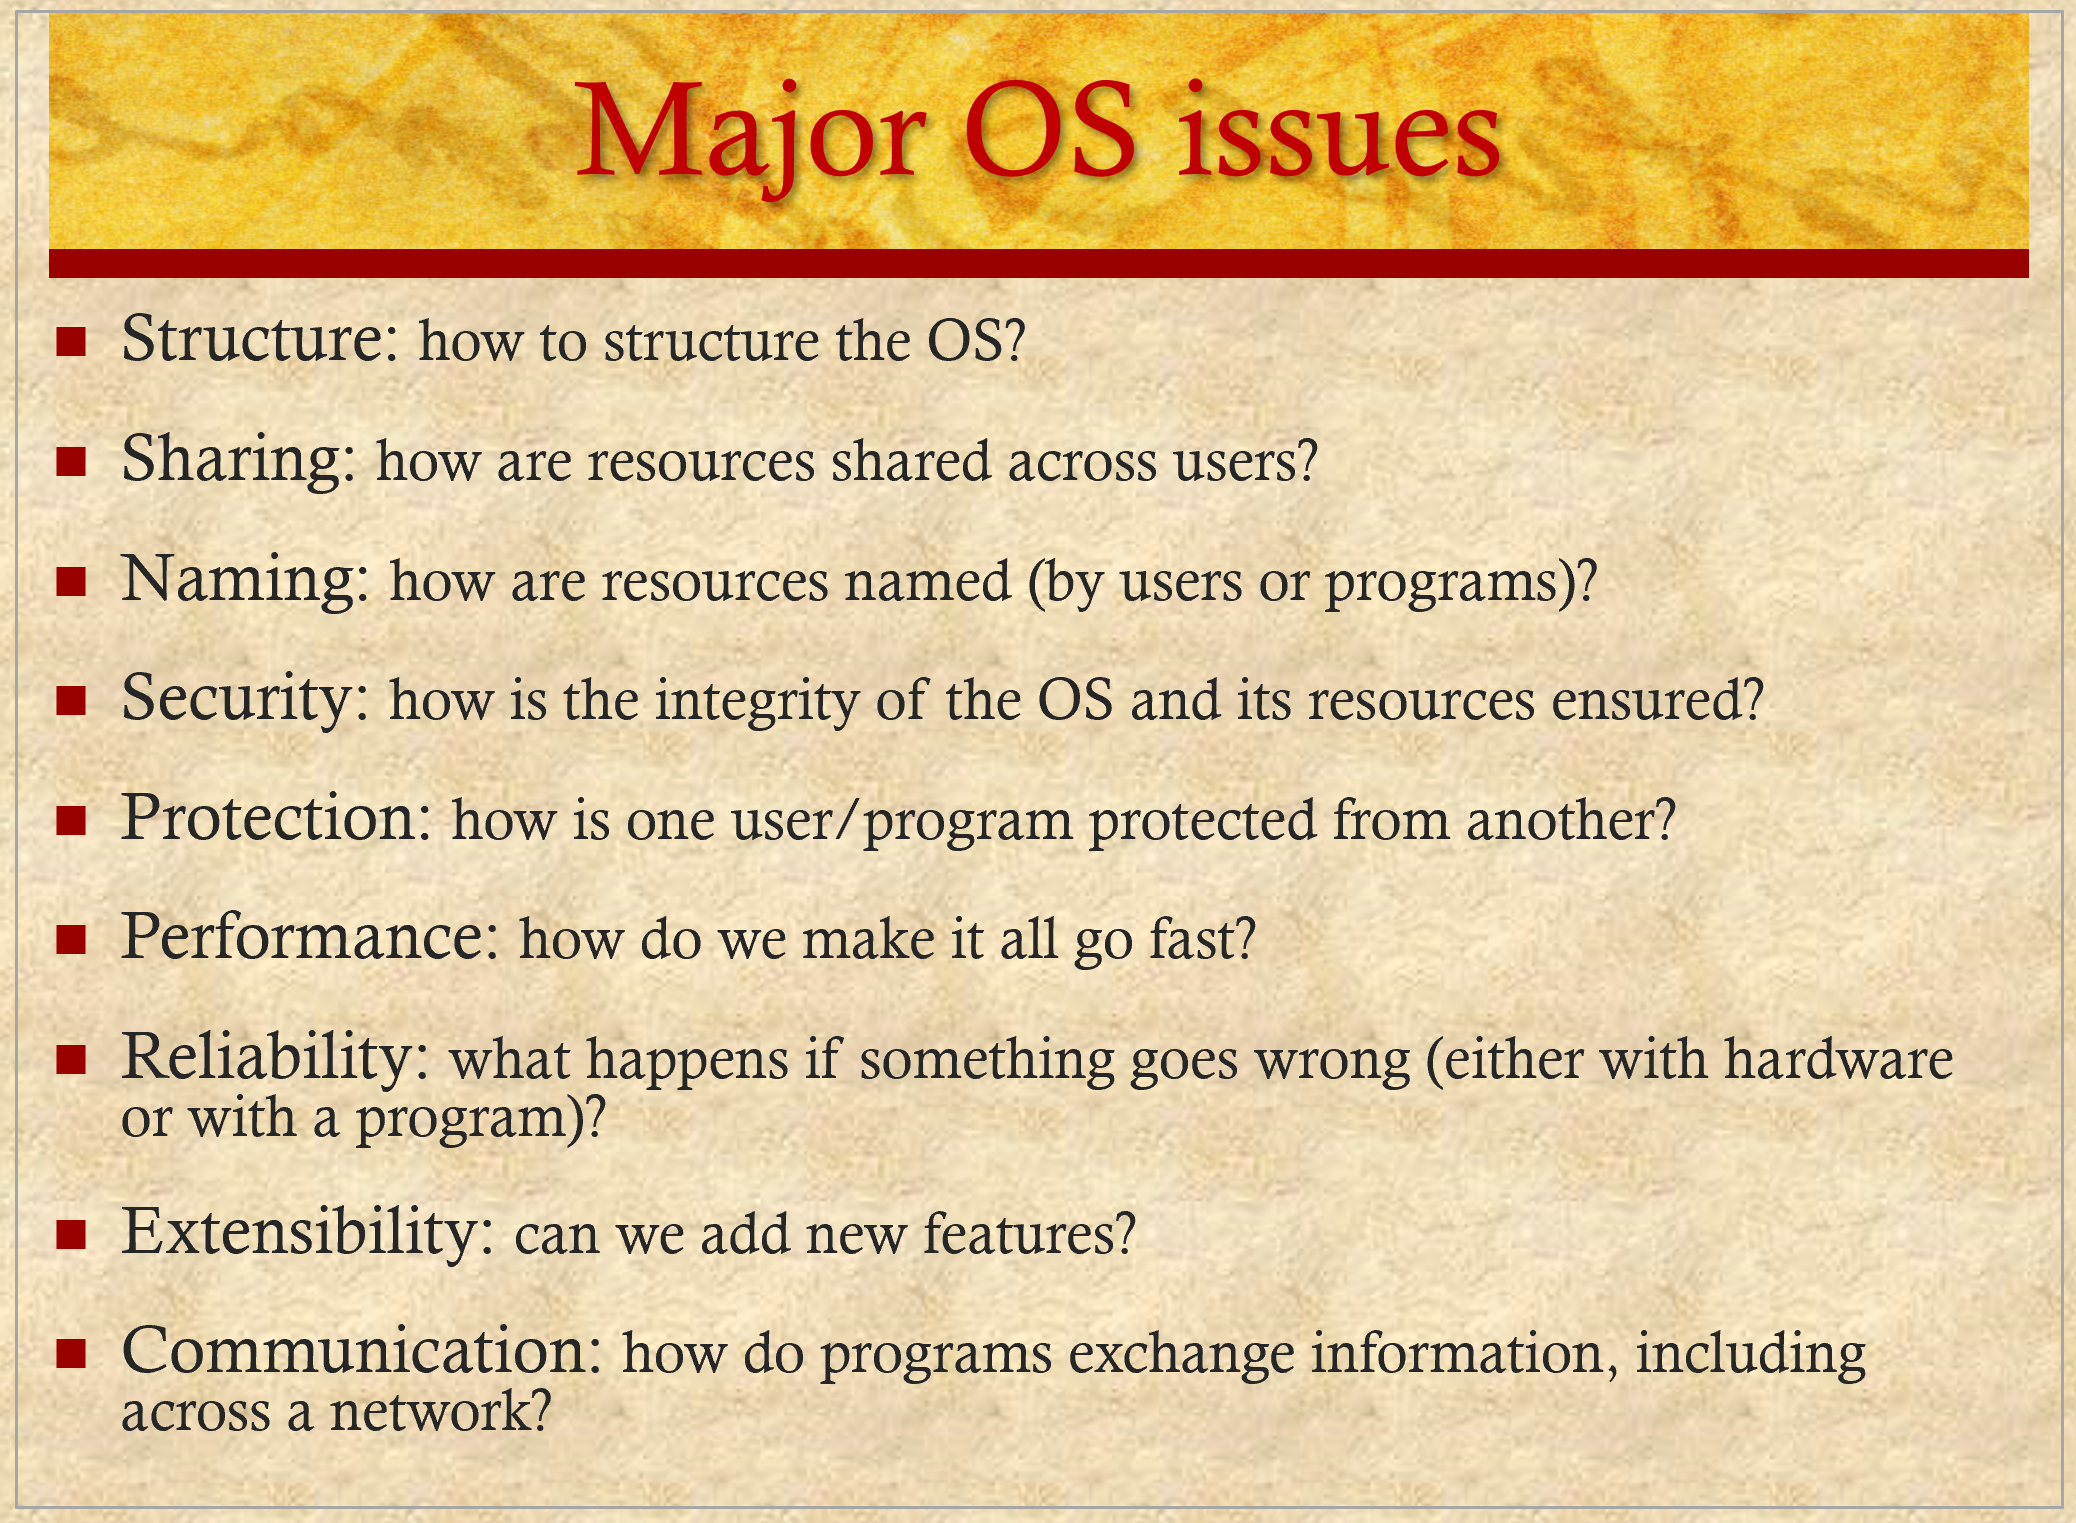 Major OS issues
Structure: how to structure the OS?
Sharing: how are resources shared across users?
Naming: how are resources named (by users or programs)?
Security: how is the integrity of the OS and its resources ensured?
Protection: how is one user/program protected from another?
Performance: how do we make it all go fast?
Reliability: what happens if something goes wrong (either with hardware
or with a program)?
Extensibility: can we add new features?
Communication: how do programs exchange information, including
across a network?